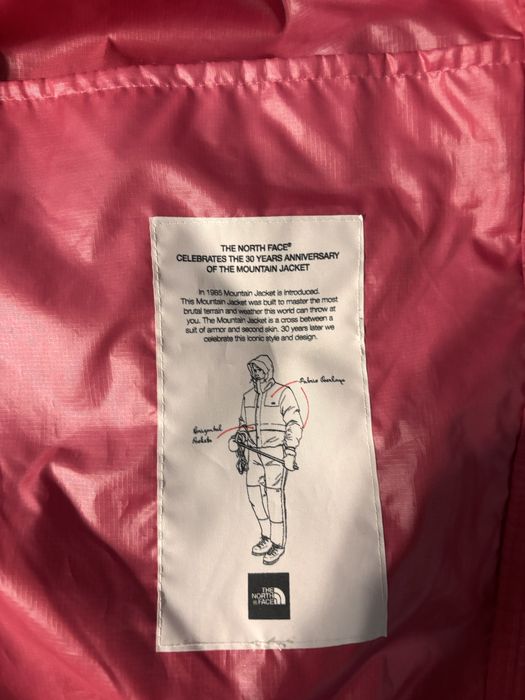 THE NORTH FACE®
CELEBRATES THE 30 YEARS ANNIVERSARY
OF THE MOUNTAIN JACKET
In 1985 Mountain Jacket is introduced.
This Mountain Jacket was built to master the most
brutal terrain and weather this world can throw at
you. The Mountain Jacket is a cross between a
suit of armor and second skin. 30 years later we
celebrate this iconic style and design.
Fabric Overlays
Horizontal
Pockets
THE
NORTH
FACE